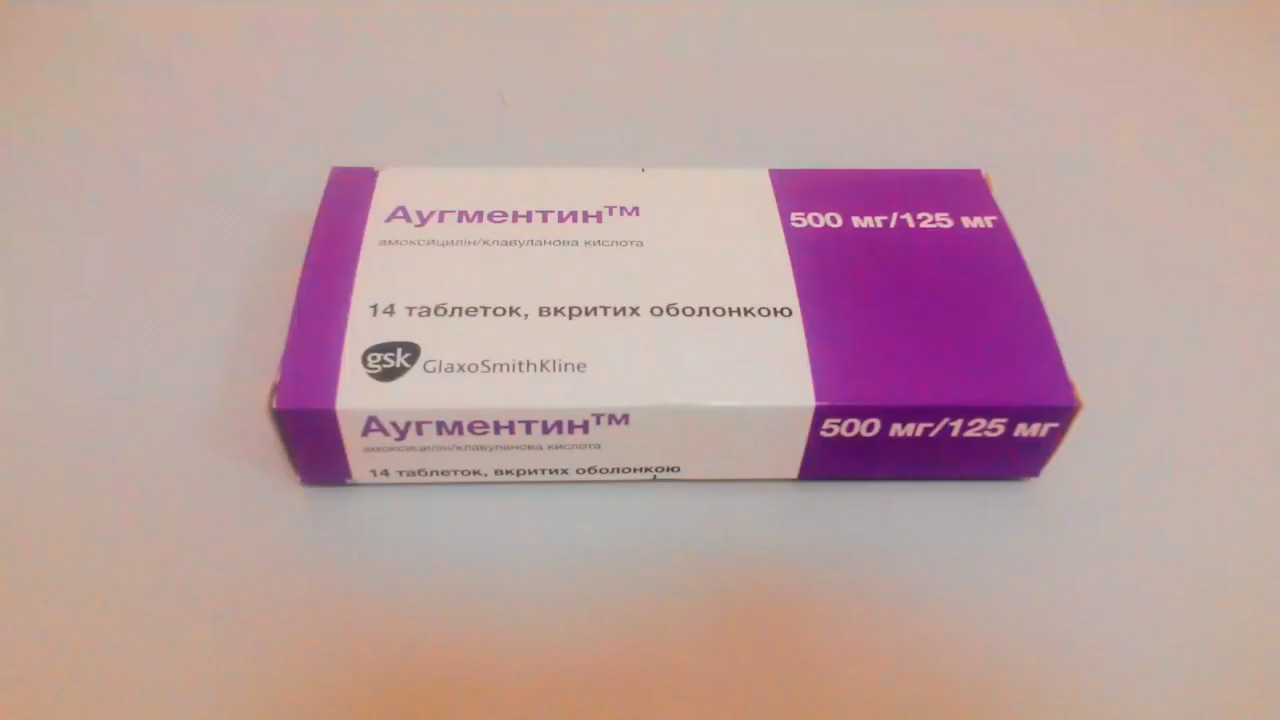 Аугментин™
500 мг/125 мг
амоксицилін/клавуланова кислота
14 таблеток, вкритих оболонкою
gsk GlaxoSmithKline
Аугментин™
500 мг/125 мг
амоксицилін/клавуланова кислота
14 таблеток, вкритих оболонкою